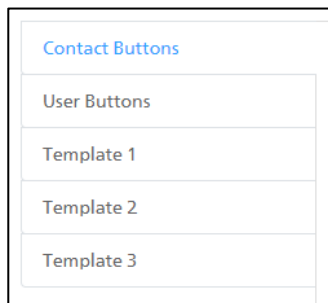 Contact Buttons
User Buttons
Template 1
Template 2
Template 3